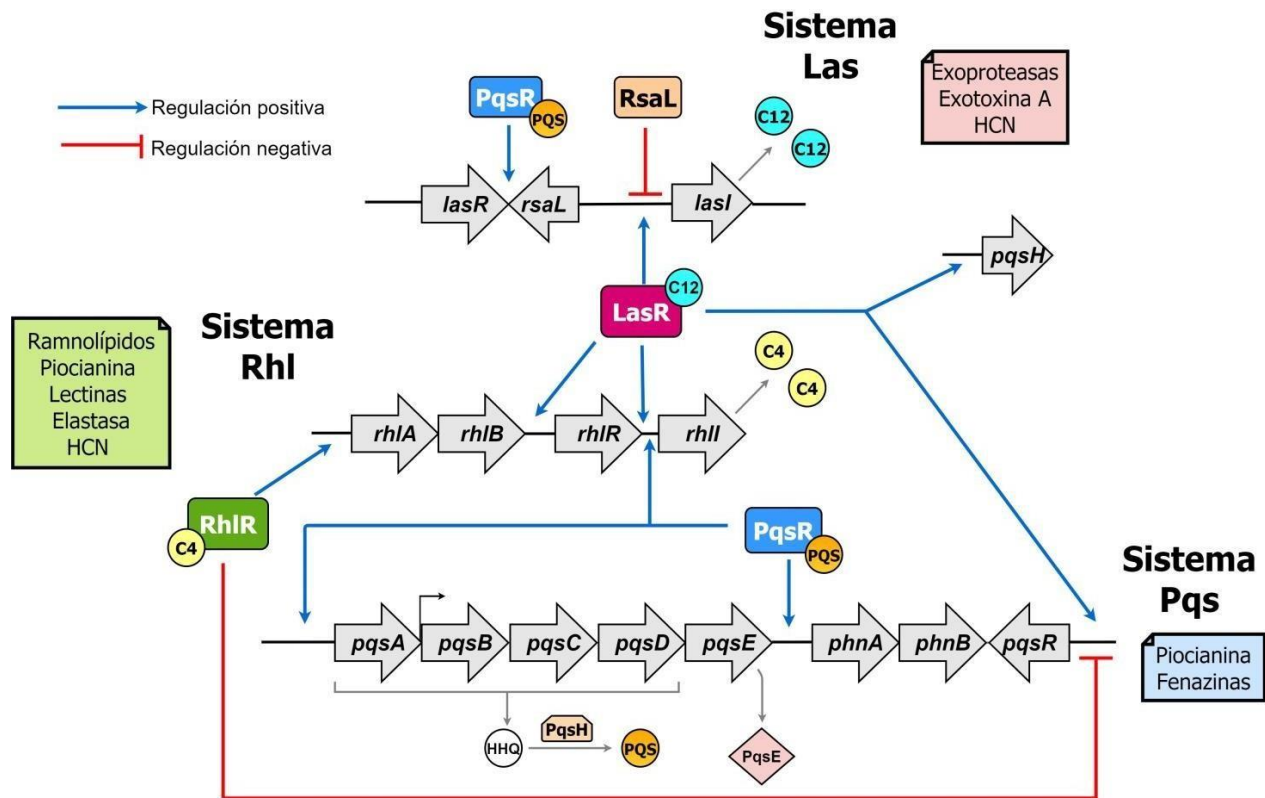 Sistema
Las
Exoproteasas
Exotoxina A
HCN
Regulación positiva
Regulación negativa
PqsR
PQS
RsaL
C12
C12
lasR
rsaL
lasI
pqsH
C12
LasR
Sistema
Rhl
Ramnolípidos
Piocianina
Lectinas
Elastasa
HCN
C4
C4
rhlA
rhlB
rhlR
rhlI
RhlR
C4
PqsR
PQS
Sistema
Pqs
Piocianina
Fenazinas
pqsA
pqsB
pqsC
pqsD
pqsE
phnA
phnB
pqsR
HHQ
PqsH
PQS
PqsE